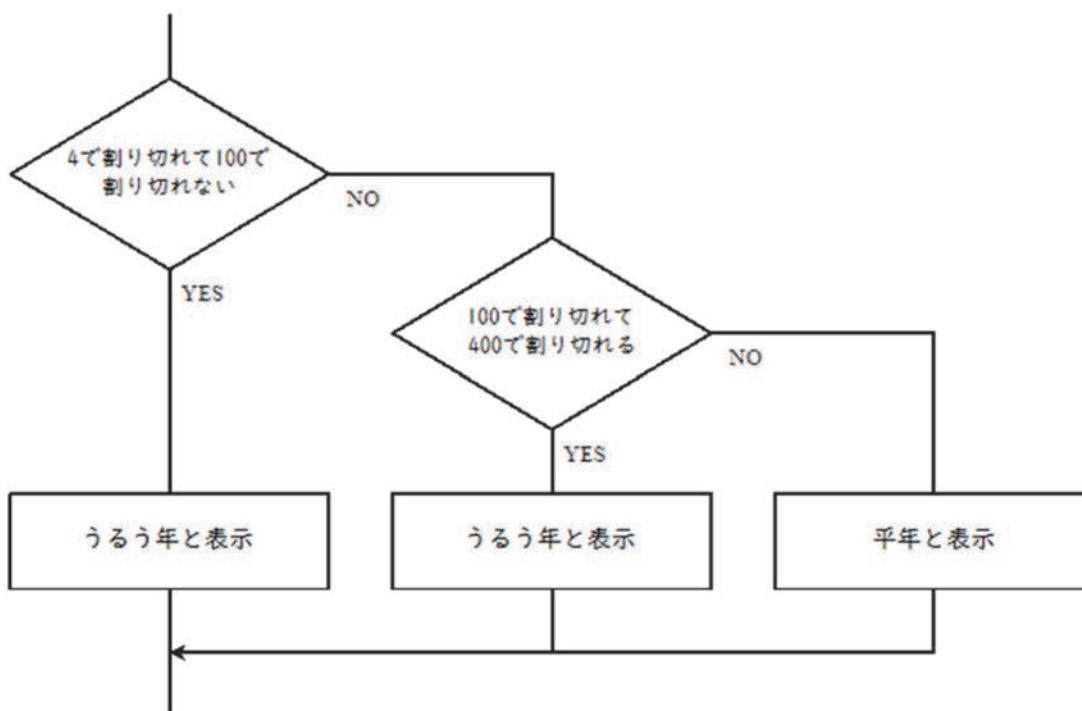 4で割り切れて100で
割り切れない
NO
YES
100で割り切れて
400で割り切れる
NO
YES
うるう年と表示
うるう年と表示
平年と表示